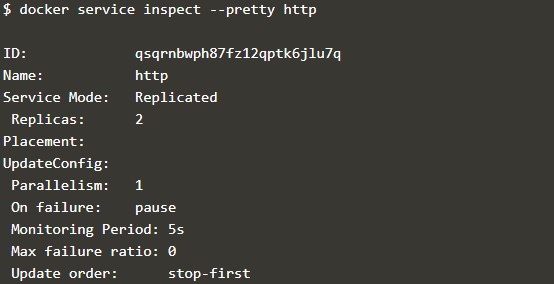 $ docker service inspect --pretty http
ID: qsqrnbwph87fz12qptk6jlu7q
Name: http
Service Mode: Replicated
Replicas: 2
Placement:
UpdateConfig:
Parallelism: 1
On failure: pause
Monitoring Period: 5s
Max failure ratio: 0
Update order: stop-first